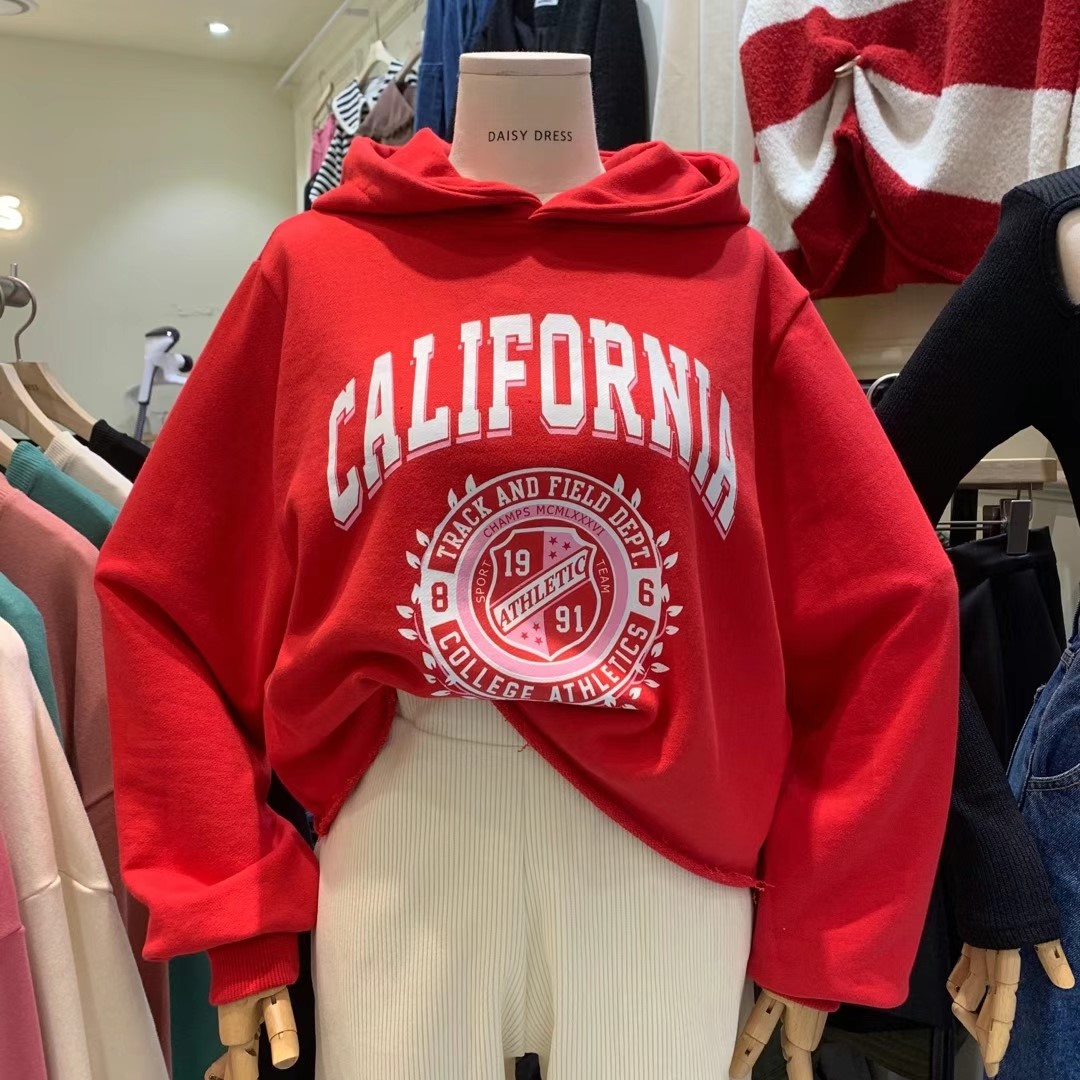 DAISY DRESS
S
CALIFORNIA
TRACK AND FIELD DEPT.
CHAMPS MCMLXXXVI
SPORT
TEAM
19
ATHLETIC
91
8
6
COLLEGE ATHLETICS